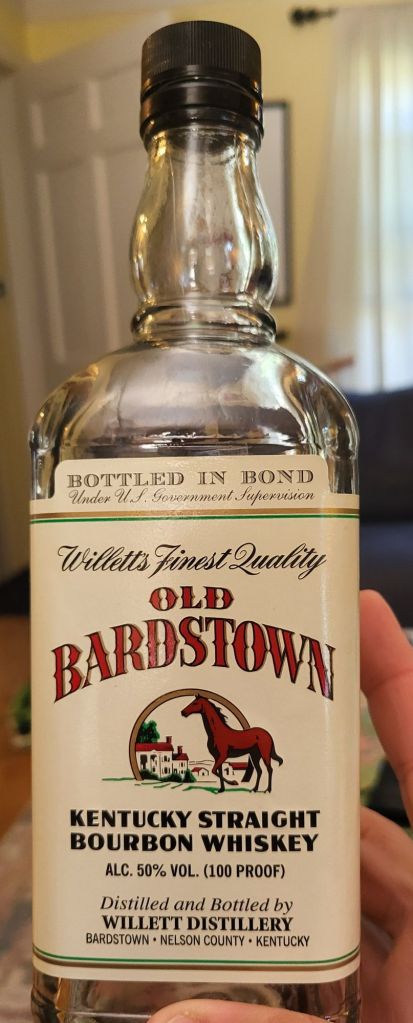 BOTTLED IN BOND
Under U.S. Government Supervision
Willett's Finest Quality
OLD
BARDSTOWN
KENTUCKY STRAIGHT
BOURBON WHISKEY
ALC. 50% VOL. (100 PROOF)
Distilled and Bottled by
WILLETT DISTILLERY
BARDSTOWN • NELSON COUNTY • KENTUCKY